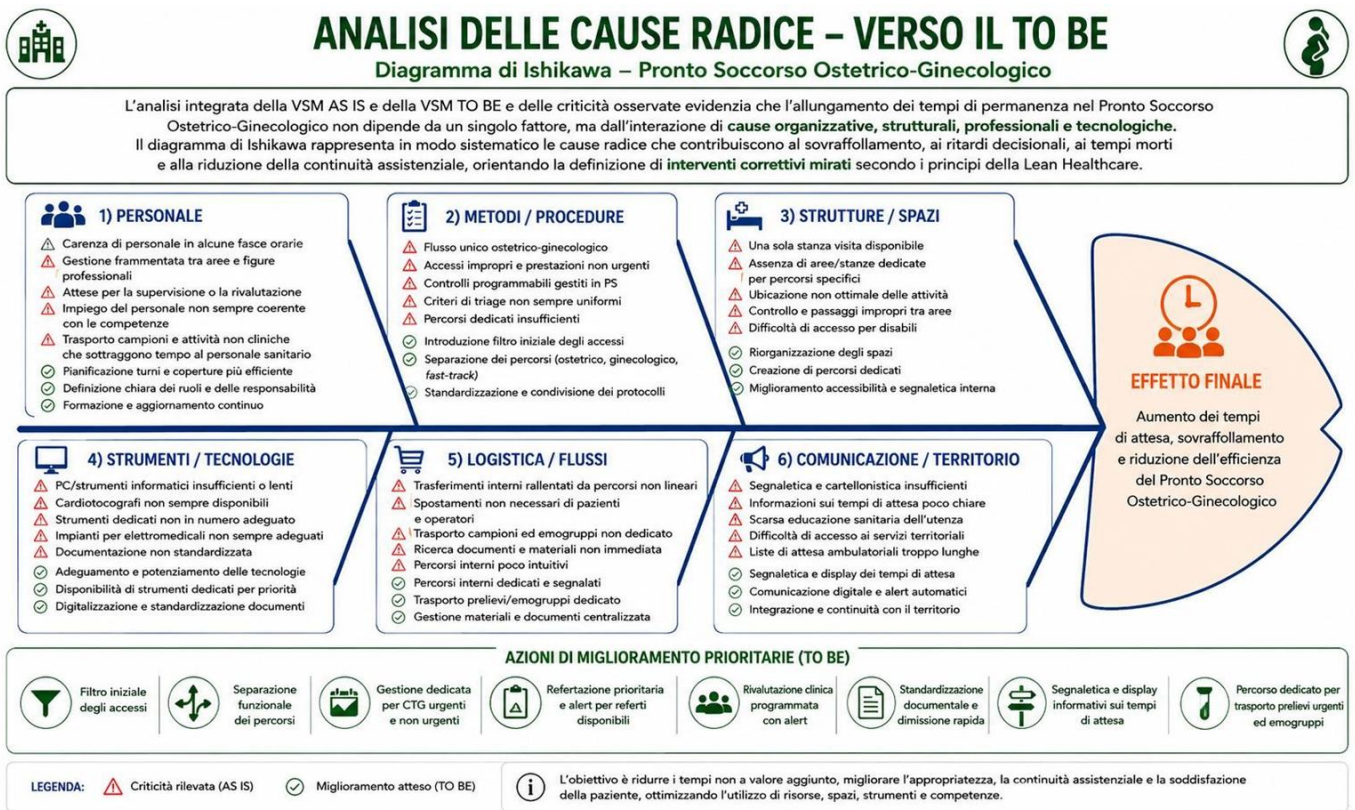 ANALISI DELLE CAUSE RADICE – VERSO IL TO BE
Diagramma di Ishikawa – Pronto Soccorso Ostetrico-Ginecologico
L'analisi integrata della VSM AS IS e della VSM TO BE e delle criticità osservate evidenzia che l'allungamento dei tempi di permanenza nel Pronto Soccorso
Ostetrico-Ginecologico non dipende da un singolo fattore, ma dall'interazione di cause organizzative, strutturali, professionali e tecnologiche.
Il diagramma di Ishikawa rappresenta in modo sistematico le cause radice che contribuiscono al sovraffollamento, ai ritardi decisionali, ai tempi morti
e alla riduzione della continuità assistenziale, orientando la definizione di interventi correttivi mirati secondo i principi della Lean Healthcare.
1) PERSONALE
Carenza di personale in alcune fasce orarie
Gestione frammentata tra aree e figure
professionali
Attese per la supervisione o la rivalutazione
Impiego del personale non sempre coerente
con le competenze
Trasporto campioni e attività non cliniche
che sottraggono tempo al personale sanitario
Pianificazione turni e coperture più efficiente
Definizione chiara dei ruoli e delle responsabilità
Formazione e aggiornamento continuo
2) METODI / PROCEDURE
Flusso unico ostetrico-ginecologico
Accessi impropri e prestazioni non urgenti
Controlli programmabili gestiti in PS
Criteri di triage non sempre uniformi
Percorsi dedicati insufficienti
Introduzione filtro iniziale degli accessi
Separazione dei percorsi (ostetrico, ginecologico,
fast-track)
Standardizzazione e condivisione dei protocolli
3) STRUTTURE / SPAZI
Una sola stanza visita disponibile
Assenza di aree/stanze dedicate
per percorsi specifici
Ubicazione non ottimale delle attività
Controllo e passaggi impropri tra aree
Difficoltà di accesso per disabili
Riorganizzazione degli spazi
Creazione di percorsi dedicati
Miglioramento accessibilità e segnaletica interna
EFFETTO FINALE
Aumento dei tempi
di attesa, sovraffollamento
e riduzione dell'efficienza
del Pronto Soccorso
Ostetrico-Ginecologico
4) STRUMENTI / TECNOLOGIE
PC/strumenti informatici insufficienti o lenti
Cardiotocografi non sempre disponibili
Strumenti dedicati non in numero adeguato
Impianti per elettromedicali non sempre adeguati
Documentazione non standardizzata
Adeguamento e potenziamento delle tecnologie
Disponibilità di strumenti dedicati per priorità
Digitalizzazione e standardizzazione documenti
5) LOGISTICA / FLUSSI
Trasferimenti interni rallentati da percorsi non lineari
Spostamenti non necessari di pazienti
e operatori
Trasporto campioni ed emogruppi non dedicato
Ricerca documenti e materiali non immediata
Percorsi interni poco intuitivi
Percorsi interni dedicati e segnalati
Trasporto prelievi/emogruppi dedicato
Gestione materiali e documenti centralizzata
6) COMUNICAZIONE / TERRITORIO
Segnaletica e cartellonistica insufficienti
Informazioni sui tempi di attesa poco chiare
Scarsa educazione sanitaria dell'utenza
Difficoltà di accesso ai servizi territoriali
Liste di attesa ambulatoriali troppo lunghe
Segnaletica e display dei tempi di attesa
Comunicazione digitale e alert automatici
Integrazione e continuità con il territorio
AZIONI DI MIGLIORAMENTO PRIORITARIE (TO BE)
Filtro iniziale
degli accessi
Separazione
funzionale
dei percorsi
Gestione dedicata
per CTG urgenti
e non urgenti
Refertazione prioritaria
e alert per referti
disponibili
Rivalutazione clinica
programmata
con alert
Standardizzazione
documentale e
dimissione rapida
Segnaletica e display
informativi sui tempi
di attesa
Percorso dedicato per
trasporto prelievi urgenti
ed emogruppi
LEGENDA:
Criticità rilevata (AS IS)
Miglioramento atteso (TO BE)
L'obiettivo è ridurre i tempi non a valore aggiunto, migliorare l'appropriatezza, la continuità assistenziale e la soddisfazione
della paziente, ottimizzando l'utilizzo di risorse, spazi, strumenti e competenze.